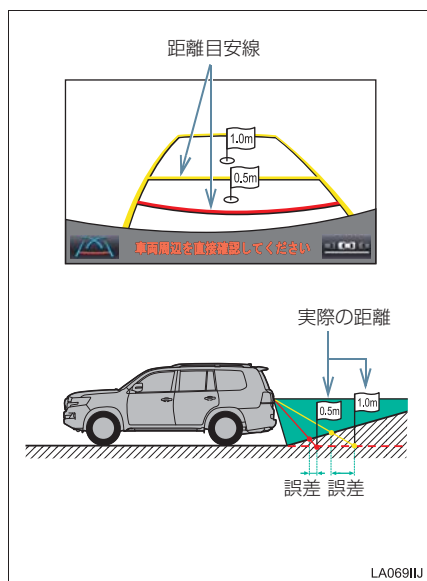 距離目安線
1.0m
0.5m
車両周辺を直接確認してください
実際の距離
0.5m
1.0m
誤差 誤差
LA069IIJ